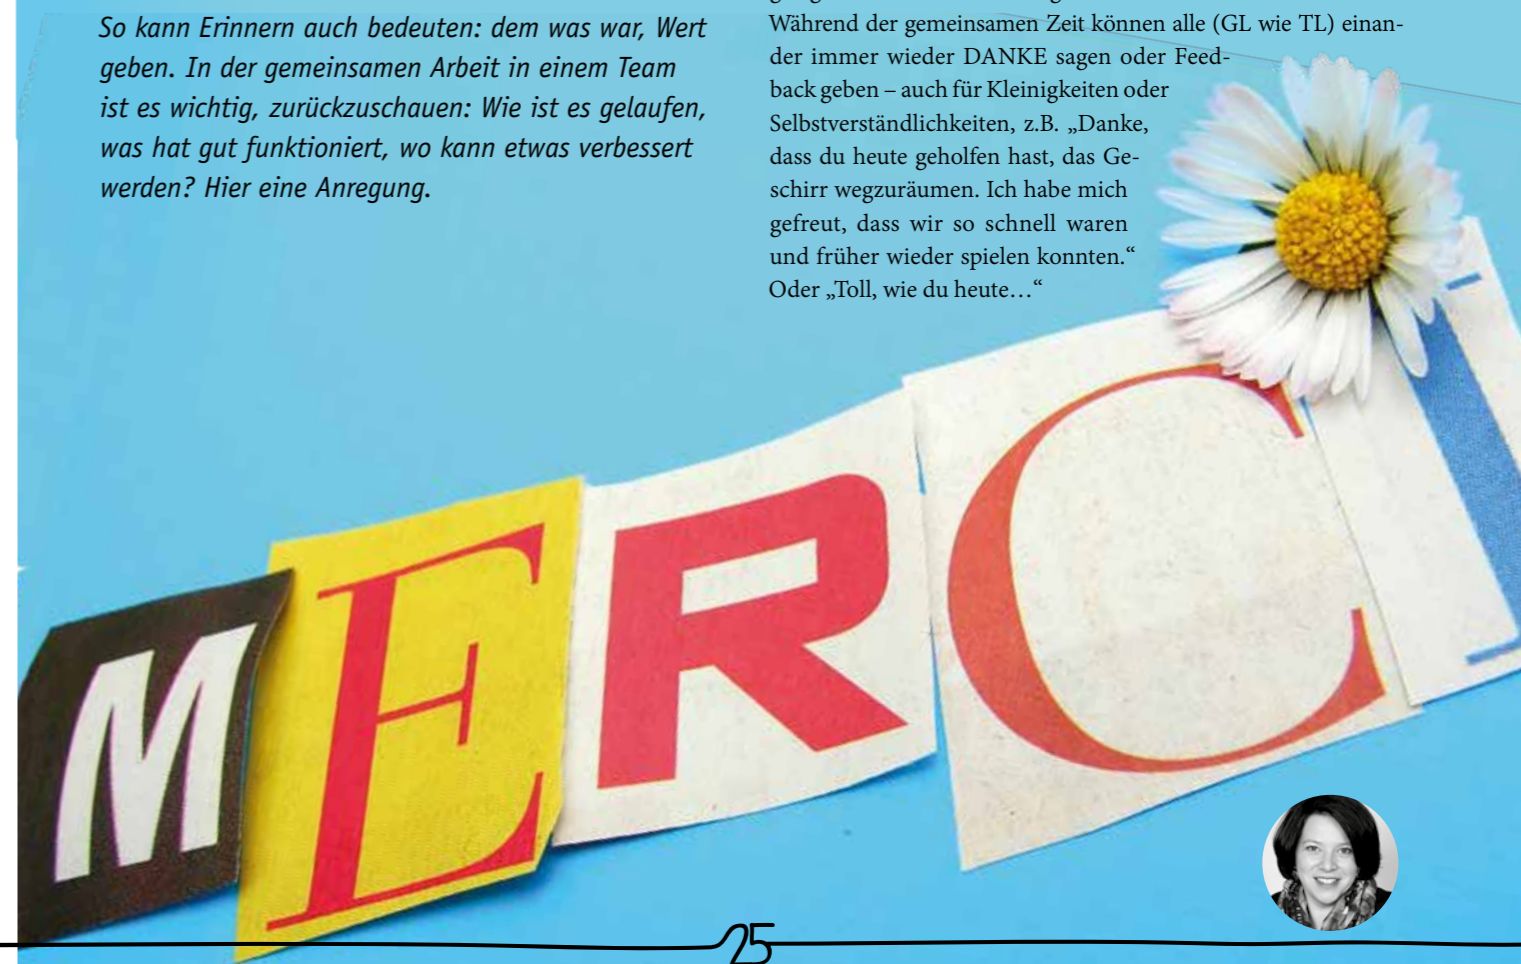 So kann Erinnern auch bedeuten: dem was war, Wert
geben. In der gemeinsamen Arbeit in einem Team
ist es wichtig, zurückzuschauen: Wie ist es gelaufen,
was hat gut funktioniert, wo kann etwas verbessert
werden? Hier eine Anregung.
Während der gemeinsamen Zeit können alle (GL wie TL) einan-
der immer wieder DANKE sagen oder Feed-
back geben – auch für Kleinigkeiten oder
Selbstverständlichkeiten, z.B. „Danke,
dass du heute geholfen hast, das Ge-
schirr wegzuräumen. Ich habe mich
gefreut, dass wir so schnell waren
und früher wieder spielen konnten.“
Oder „Toll, wie du heute…“
MERCI
25